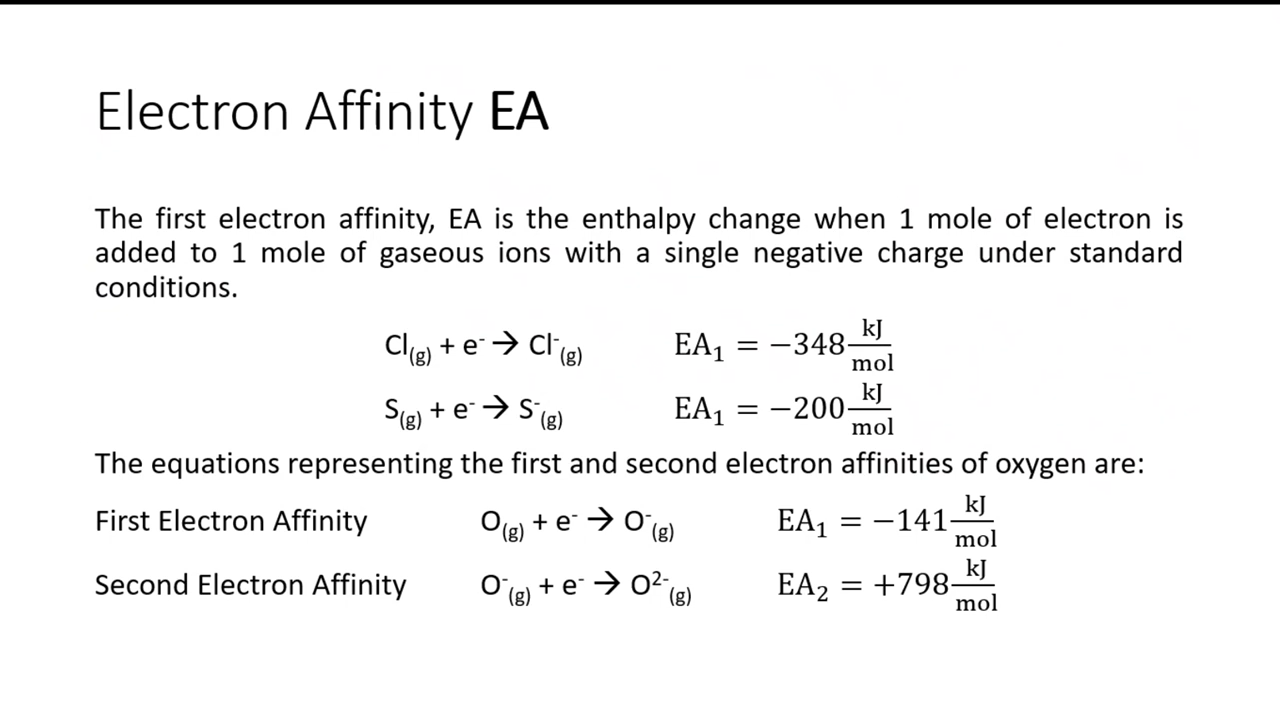 Electron Affinity EA
The first electron affinity, EA is the enthalpy change when 1 mole of electron is
added to 1 mole of gaseous ions with a single negative charge under standard
conditions.
Cl(g) + e⁻ → Cl⁻(g) EA₁ = −348 kJ/mol
S(g) + e⁻ → S⁻(g) EA₁ = −200 kJ/mol
The equations representing the first and second electron affinities of oxygen are:
First Electron Affinity O(g) + e⁻ → O⁻(g) EA₁ = −141 kJ/mol
Second Electron Affinity O⁻(g) + e⁻ → O²⁻(g) EA₂ = +798 kJ/mol